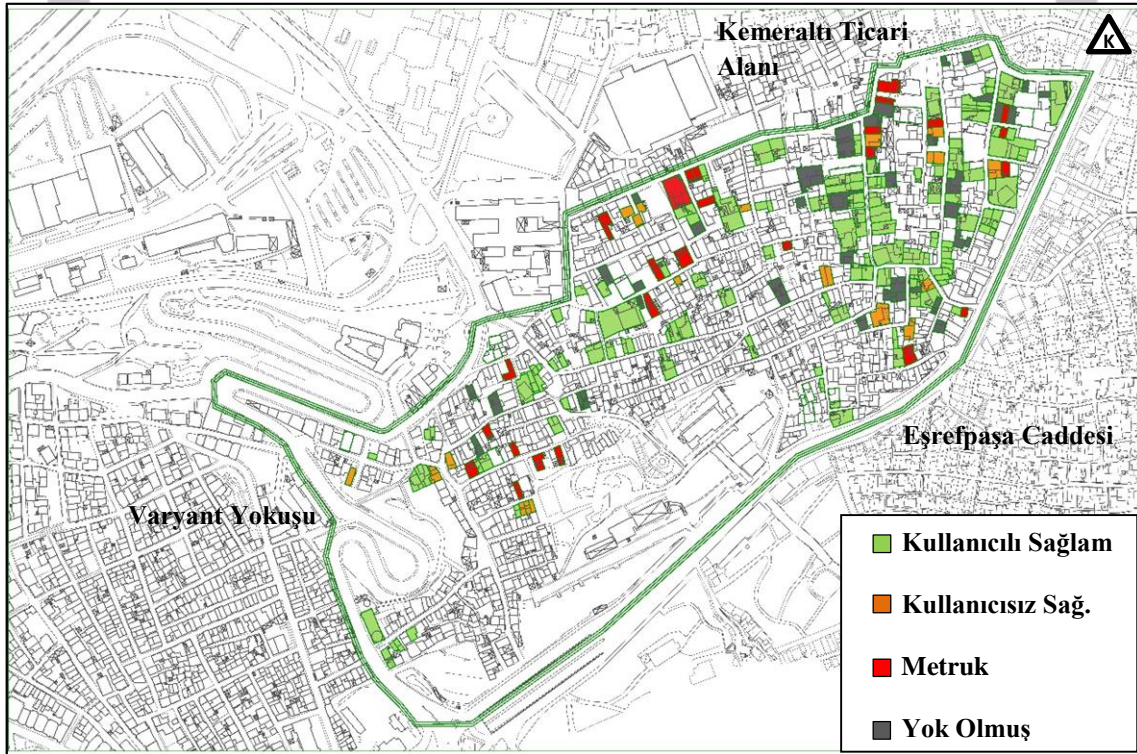 Kemeraltı Ticari
Alanı
K
Eşrefpaşa Caddesi
Varyant Yokuşu
Kullanıcılı Sağlam
Kullanıcısız Sağ.
Metruk
Yok Olmuş